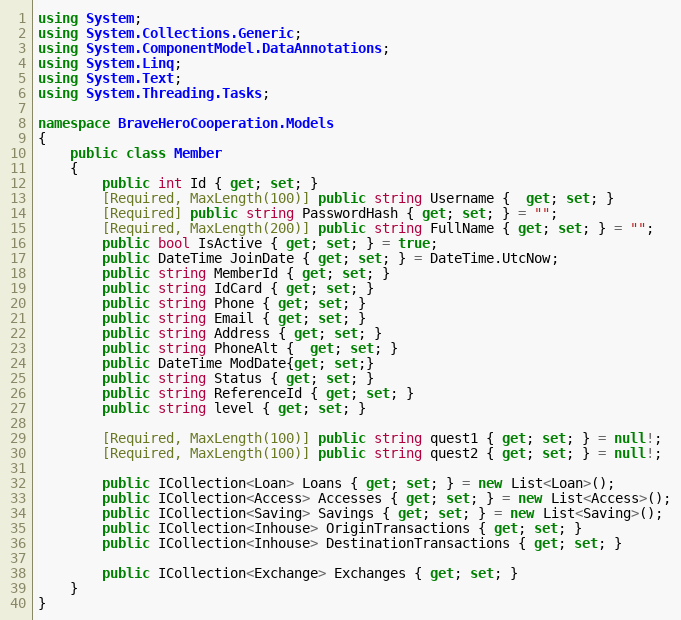 1 using System;
2 using System.Collections.Generic;
3 using System.ComponentModel.DataAnnotations;
4 using System.Linq;
5 using System.Text;
6 using System.Threading.Tasks;
7
8 namespace BraveHeroCooperation.Models
9 {
10     public class Member
11     {
12         public int Id { get; set; }
13         [Required, MaxLength(100)] public string Username {  get; set; }
14         [Required] public string PasswordHash { get; set; } = "";
15         [Required, MaxLength(200)] public string FullName { get; set; } = "";
16         public bool IsActive { get; set; } = true;
17         public DateTime JoinDate { get; set; } = DateTime.UtcNow;
18         public string MemberId { get; set; }
19         public string IdCard { get; set; }
20         public string Phone { get; set; }
21         public string Email { get; set; }
22         public string Address { get; set; }
23         public string PhoneAlt {  get; set; }
24         public DateTime ModDate{get; set;}
25         public string Status { get; set; }
26         public string ReferenceId { get; set; }
27         public string level { get; set; }
28
29         [Required, MaxLength(100)] public string quest1 { get; set; } = null!;
30         [Required, MaxLength(100)] public string quest2 { get; set; } = null!;
31
32         public ICollection<Loan> Loans { get; set; } = new List<Loan>();
33         public ICollection<Access> Accesses { get; set; } = new List<Access>();
34         public ICollection<Saving> Savings { get; set; } = new List<Saving>();
35         public ICollection<Inhouse> OriginTransactions { get; set; }
36         public ICollection<Inhouse> DestinationTransactions { get; set; }
37
38         public ICollection<Exchange> Exchanges { get; set; }
39     }
40 }